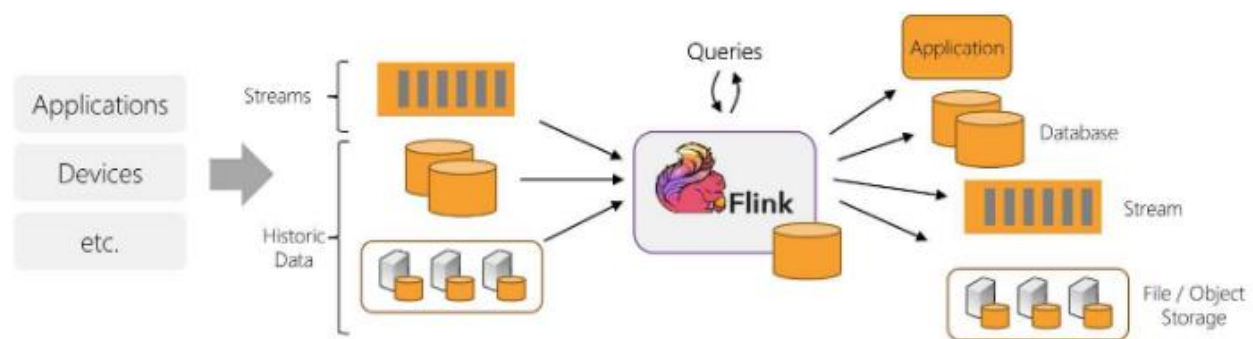 Applications
Devices
etc.
Streams
Historic
Data
Queries
Flink
Application
Database
Stream
File / Object
Storage